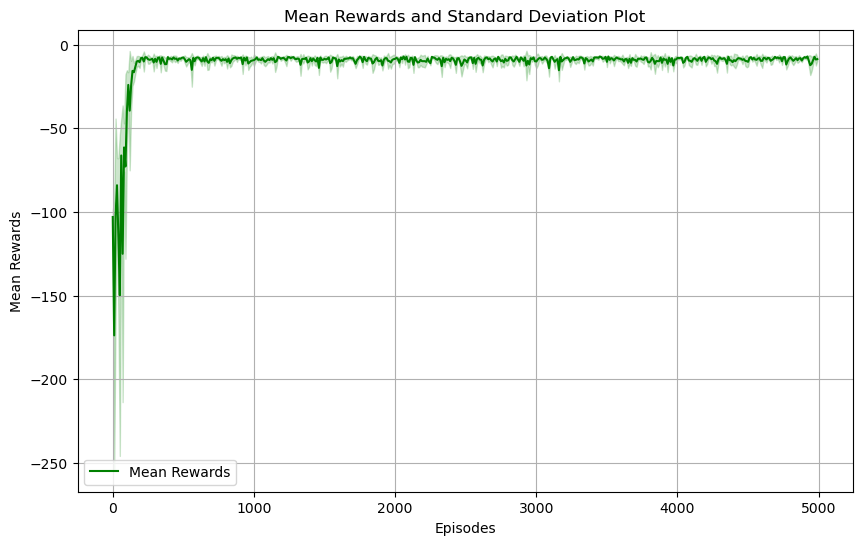 Mean Rewards and Standard Deviation Plot
0
−50
−100
−150
−200
−250
Mean Rewards
Mean Rewards
0 1000 2000 3000 4000 5000
Episodes